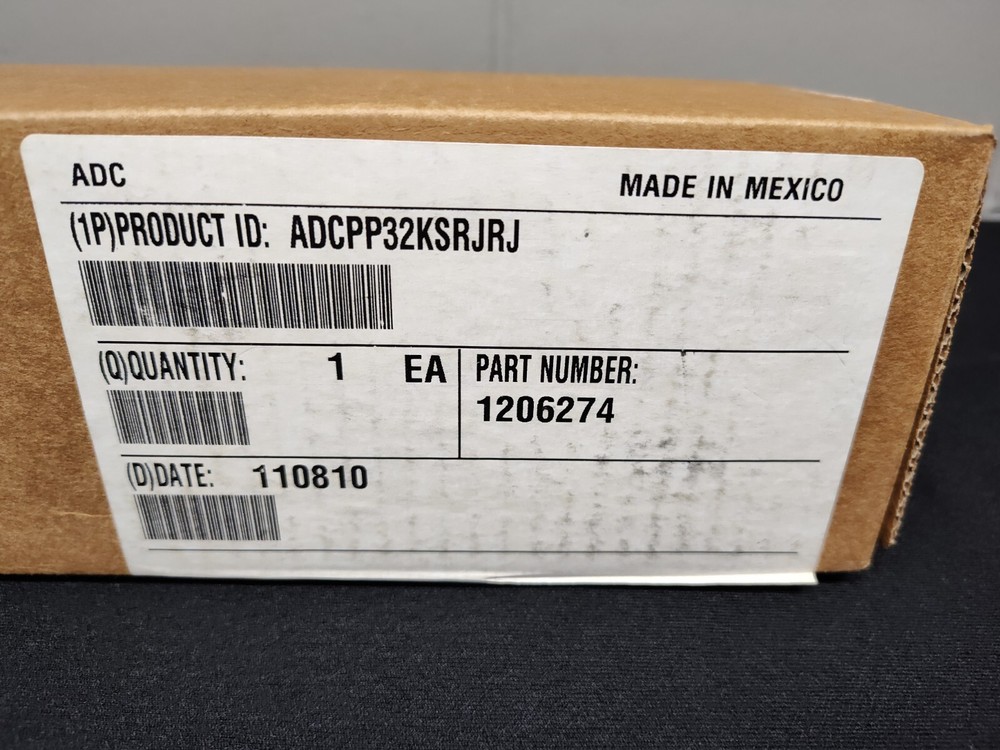 ADC
MADE IN MEXICO
(1P)PRODUCT ID: ADCPP32KSRJRJ
(Q)QUANTITY: 1 EA
PART NUMBER:
1206274
(D)DATE: 110810